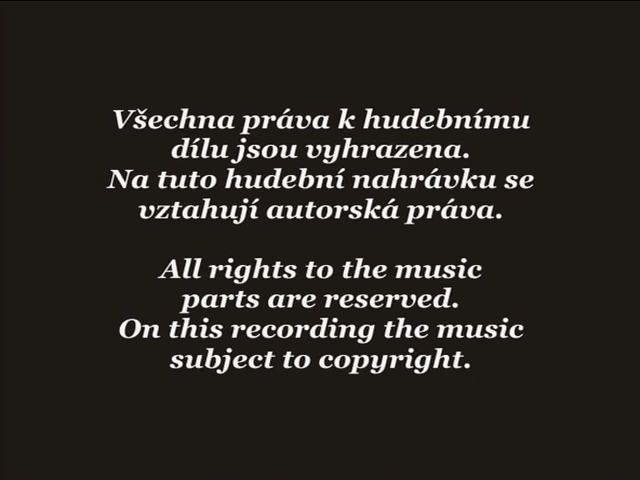 Všechna práva k hudebnímu
dílu jsou vyhrazena.
Na tuto hudební nahrávku se
vztahují autorská práva.
All rights to the music
parts are reserved.
On this recording the music
subject to copyright.